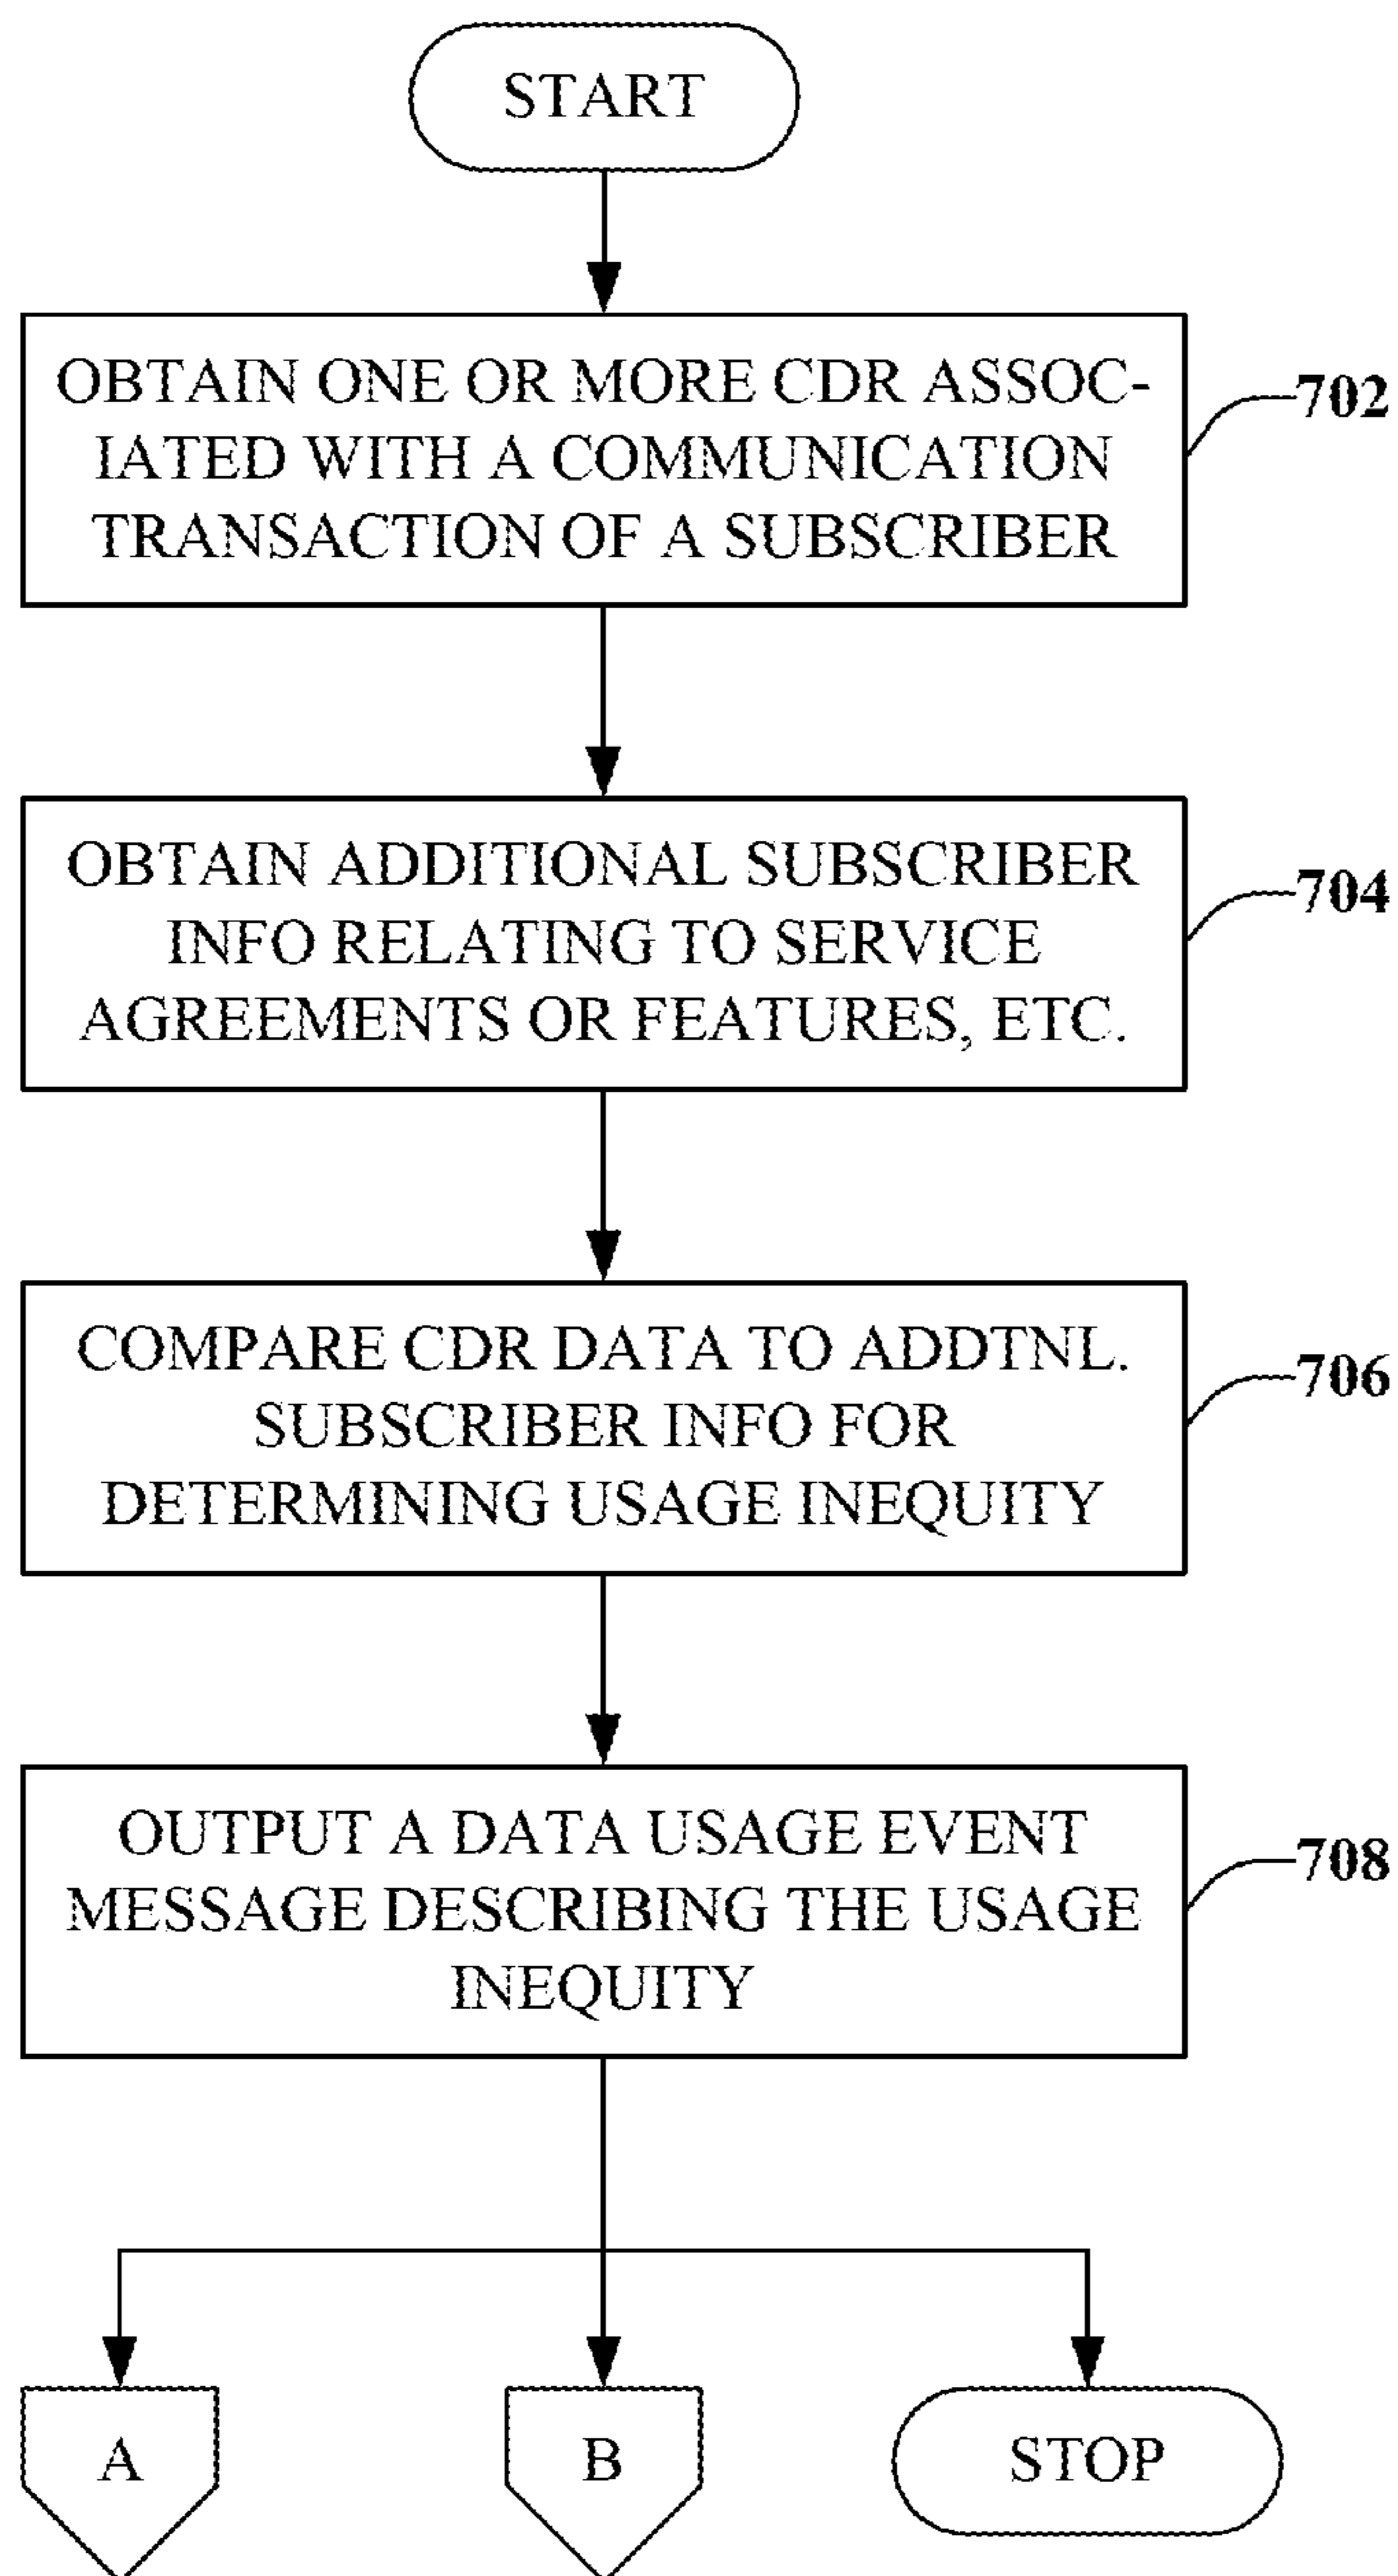 START
OBTAIN ONE OR MORE CDR ASSOC-
IATED WITH A COMMUNICATION
TRANSACTION OF A SUBSCRIBER
702
OBTAIN ADDITIONAL SUBSCRIBER
INFO RELATING TO SERVICE
AGREEMENTS OR FEATURES, ETC.
704
COMPARE CDR DATA TO ADDTNL.
SUBSCRIBER INFO FOR
DETERMINING USAGE INEQUITY
706
OUTPUT A DATA USAGE EVENT
MESSAGE DESCRIBING THE USAGE
INEQUITY
708
A
B
STOP